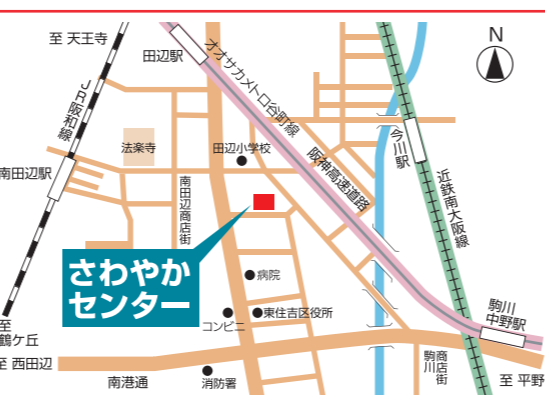 至 天王寺
田辺駅
オオサカメトロ谷町線
N
JR阪和線
法楽寺
田辺小学校
阪神高速道路
今川駅
南田辺駅
南田辺商店街
近鉄南大阪線
さわやか
センター
病院
コンビニ
東住吉区役所
駒川
中野駅
至
鶴ケ丘
至 西田辺
南港通
消防署
駒川
商店街
至 平野